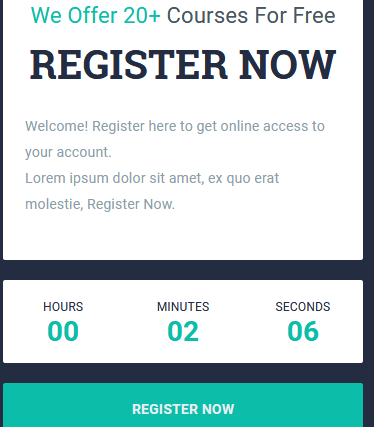 We Offer 20+ Courses For Free
REGISTER NOW
Welcome! Register here to get online access to
your account.
Lorem ipsum dolor sit amet, ex quo erat
molestie, Register Now.
HOURS MINUTES SECONDS
00 02 06
REGISTER NOW